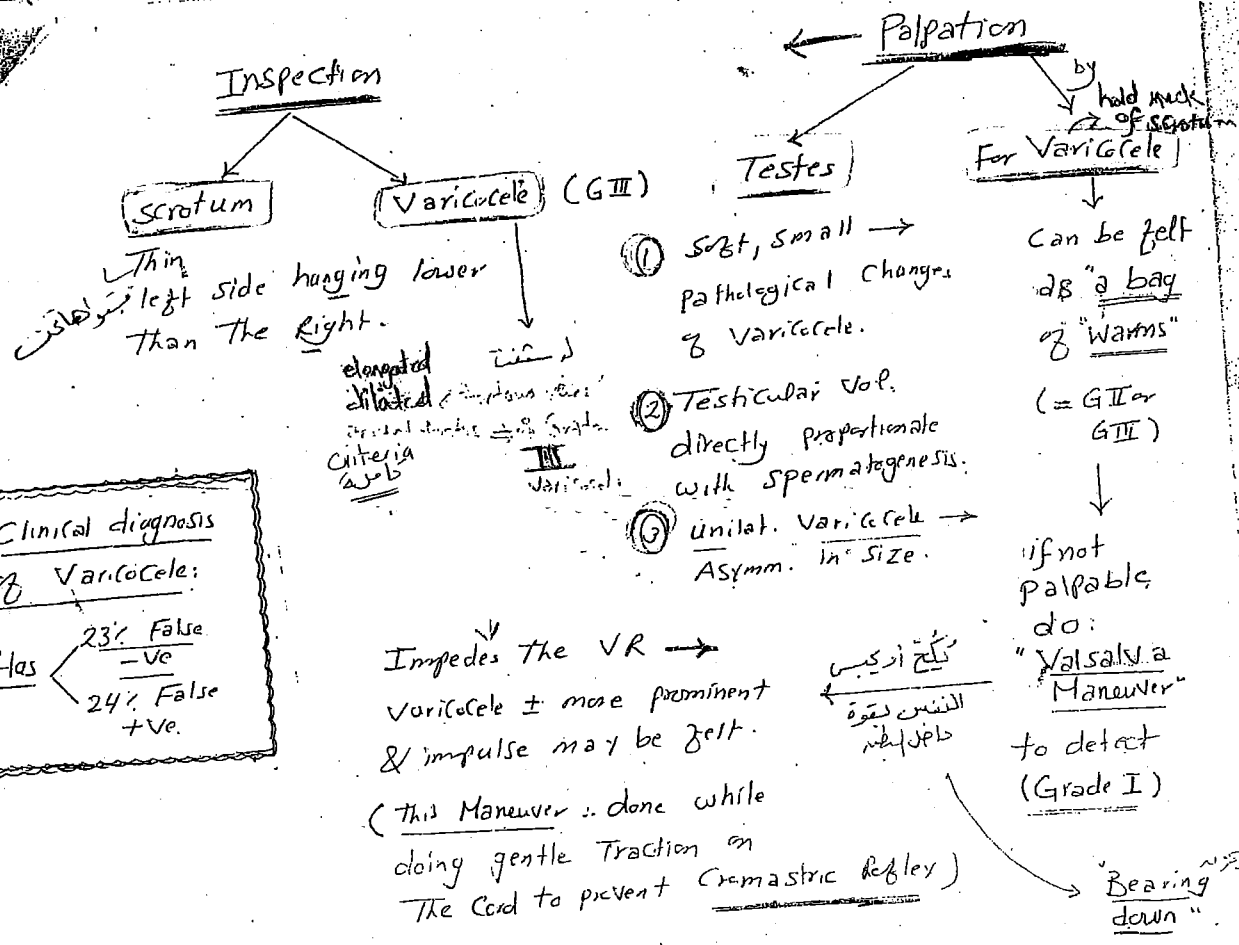 Inspection
scrotum
Thin
left side hanging lower
Than The Right.
Varicocele (GIII)
elongated
dilated
criteria
III
Varicocele
Clinical diagnosis
of Varicocele:
Has
23% False
-ve
24% False
+ve.
Palpation
Testes
① Soft, small →
pathological Changes
of Varicocele.
② Testicular Vol.
directly proportionate
with spermatogenesis.
③ unilat. Varicocele →
Asymm. in size.
by
hold neck
of scrotum
For Varicocele
Can be felt
as "a bag
of "Warms"
(= GII or
GIII)
if not
palpable
do:
"Valsalva
Maneuver"
to detect
(Grade I)
النفس بقوة
"Bearing
down".
Impedes The VR →
Varicocele ± more prominent
& impulse may be felt.
(This Maneuver is done while
doing gentle Traction on
The Cord to prevent Cremastric Reflex)